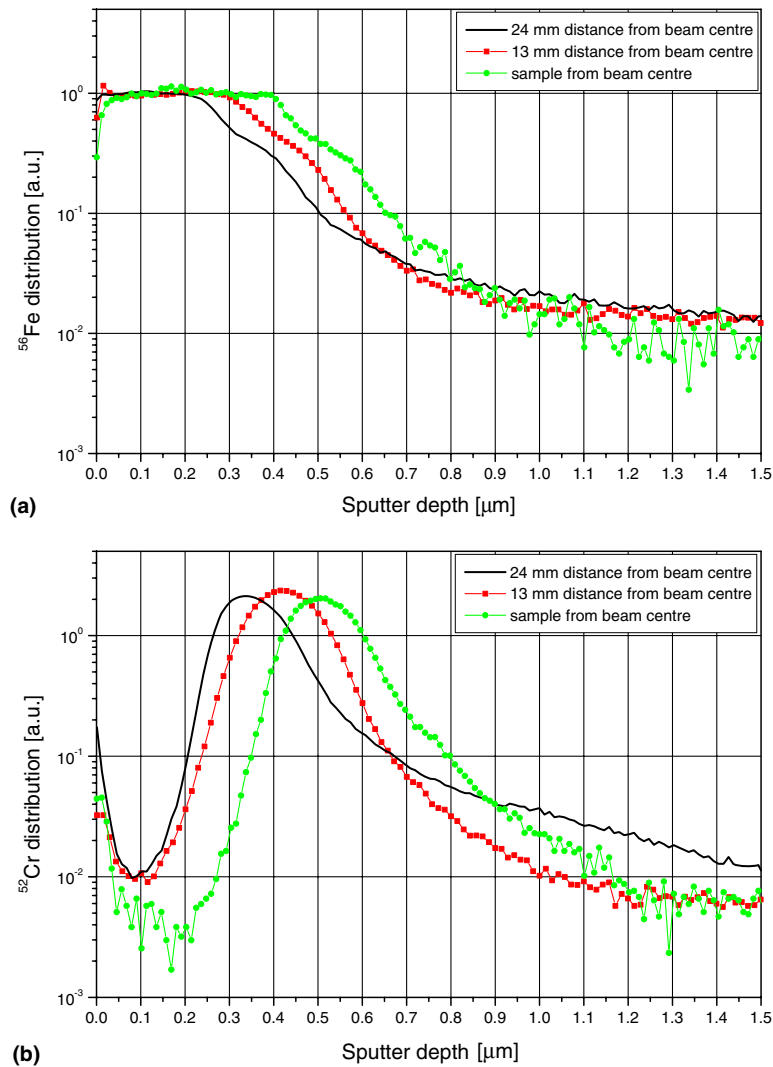 24 mm distance from beam centre
13 mm distance from beam centre
sample from beam centre
⁵⁶Fe distribution [a.u.]
10⁰
10⁻¹
10⁻²
10⁻³
0.0 0.1 0.2 0.3 0.4 0.5 0.6 0.7 0.8 0.9 1.0 1.1 1.2 1.3 1.4 1.5
(a)
Sputter depth [μm]
24 mm distance from beam centre
13 mm distance from beam centre
sample from beam centre
⁵²Cr distribution [a.u.]
10⁰
10⁻¹
10⁻²
10⁻³
0.0 0.1 0.2 0.3 0.4 0.5 0.6 0.7 0.8 0.9 1.0 1.1 1.2 1.3 1.4 1.5
(b)
Sputter depth [μm]